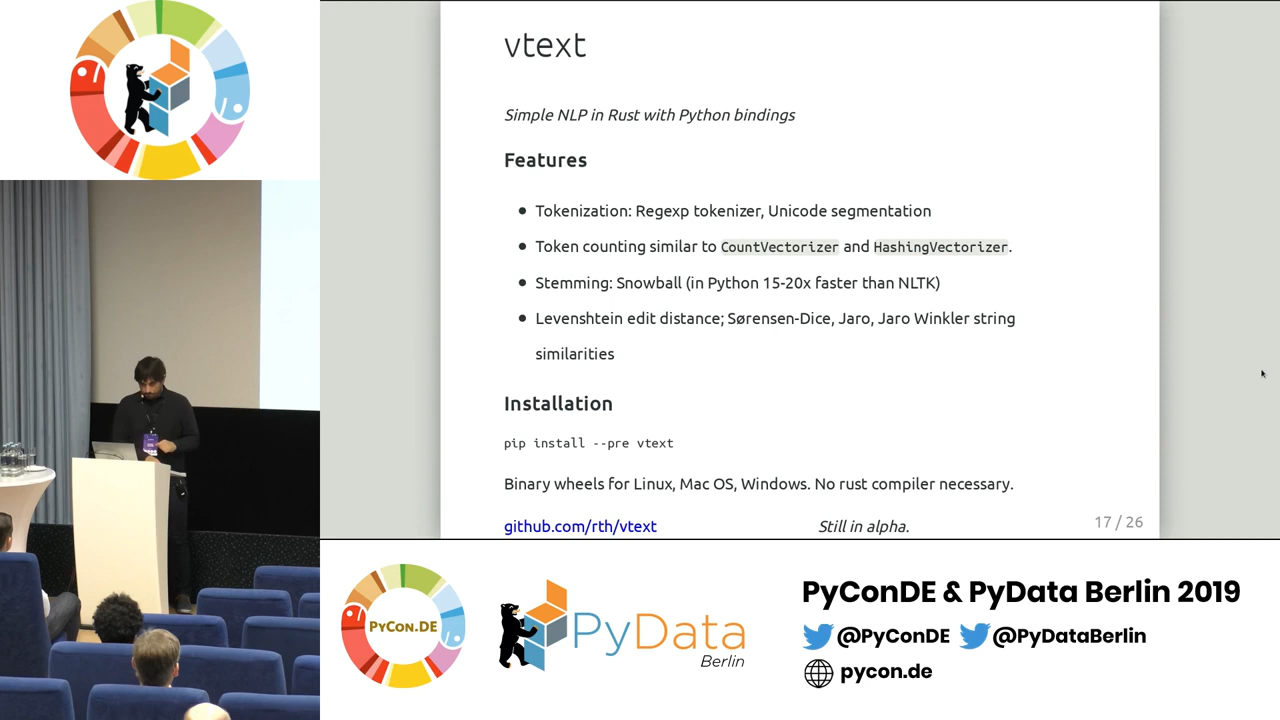 vtext
Simple NLP in Rust with Python bindings
Features
Tokenization: Regexp tokenizer, Unicode segmentation
Token counting similar to CountVectorizer and HashingVectorizer.
Stemming: Snowball (in Python 15-20x faster than NLTK)
Levenshtein edit distance; Sørensen-Dice, Jaro, Jaro Winkler string
similarities
Installation
pip install --pre vtext
Binary wheels for Linux, Mac OS, Windows. No rust compiler necessary.
github.com/rth/vtext
Still in alpha.
17 / 26
PyCon.DE
PyData
Berlin
PyConDE & PyData Berlin 2019
@PyConDE @PyDataBerlin
pycon.de